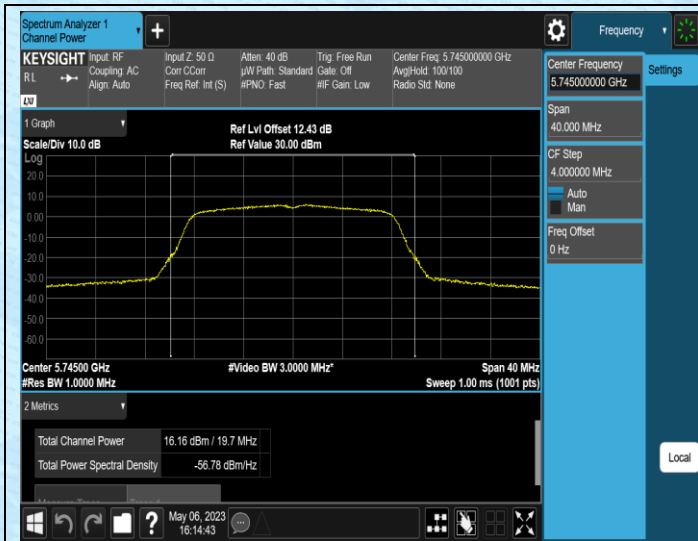 Spectrum Analyzer 1
Channel Power
Frequency
KEYSIGHT
Input: RF
Coupling: AC
Align: Auto
Input Z: 50 Ω
Corr CCorr
Freq Ref: Int (S)
Atten: 40 dB
µW Path: Standard
#PNO: Fast
Trig: Free Run
Gate: Off
#IF Gain: Low
Center Freq: 5.745000000 GHz
Avg|Hold: 100/100
Radio Std: None
R L
LXI
Center Frequency
5.745000000 GHz
Settings
Span
40.000 MHz
CF Step
4.000000 MHz
Auto
Man
Freq Offset
0 Hz
1 Graph
Scale/Div 10.0 dB
Ref Lvl Offset 12.43 dB
Ref Value 30.00 dBm
Log
20.0
10.0
0.00
-10.0
-20.0
-30.0
-40.0
-50.0
-60.0
Center 5.74500 GHz
#Video BW 3.0000 MHz*
Span 40 MHz
#Res BW 1.0000 MHz
Sweep 1.00 ms (1001 pts)
2 Metrics
Total Channel Power 16.16 dBm / 19.7 MHz
Total Power Spectral Density -56.78 dBm/Hz
Local
May 06, 2023
16:14:43